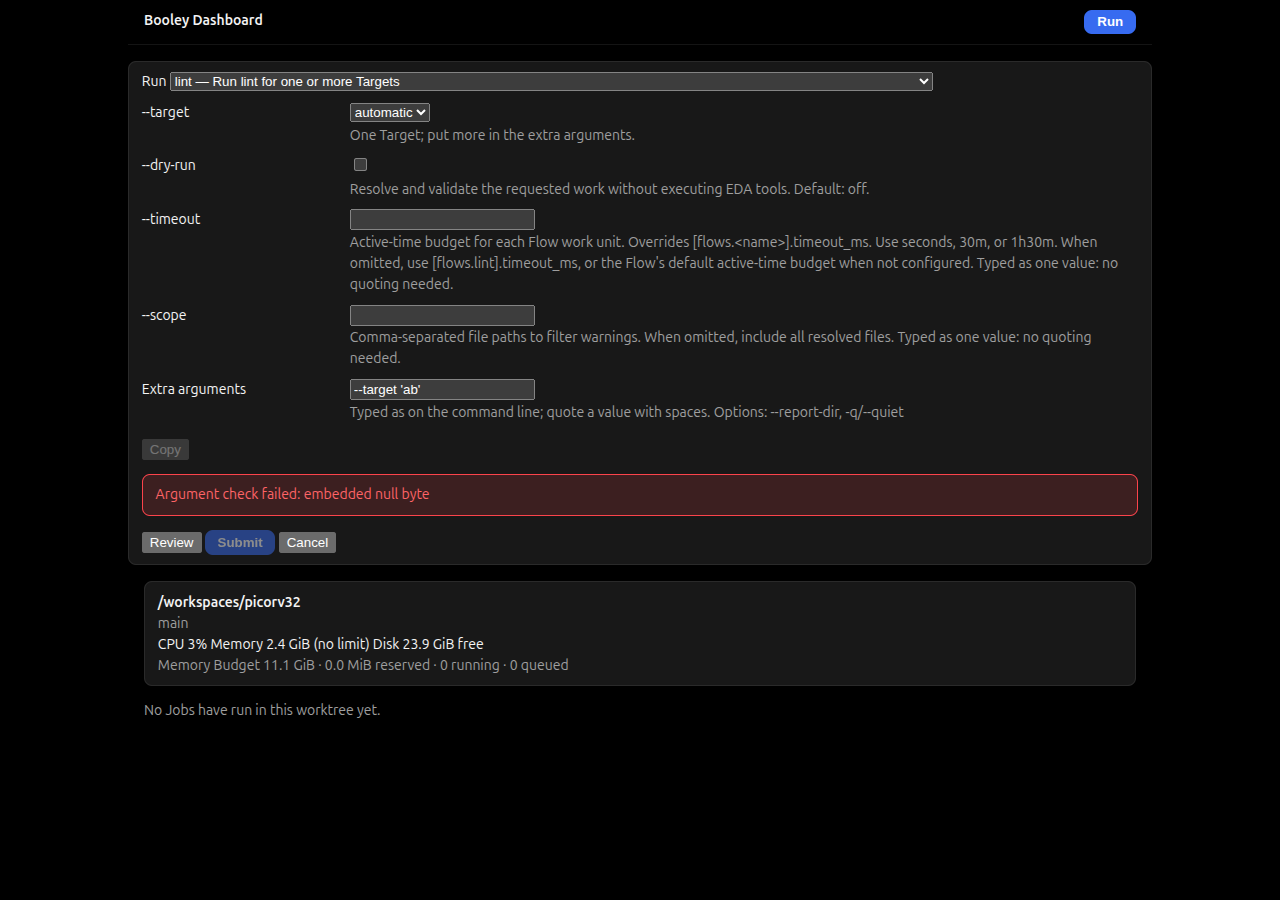 Booley Dashboard
Run
Run lint — Run lint for one or more Targets
--target automatic
One Target; put more in the extra arguments.
--dry-run
Resolve and validate the requested work without executing EDA tools. Default: off.
--timeout
Active-time budget for each Flow work unit. Overrides [flows.<name>].timeout_ms. Use seconds, 30m, or 1h30m. When
omitted, use [flows.lint].timeout_ms, or the Flow's default active-time budget when not configured. Typed as one value: no
quoting needed.
--scope
Comma-separated file paths to filter warnings. When omitted, include all resolved files. Typed as one value: no quoting
needed.
Extra arguments --target 'ab'
Typed as on the command line; quote a value with spaces. Options: --report-dir, -q/--quiet
Copy
Argument check failed: embedded null byte
Review Submit Cancel
/workspaces/picorv32
main
CPU 3% Memory 2.4 GiB (no limit) Disk 23.9 GiB free
Memory Budget 11.1 GiB · 0.0 MiB reserved · 0 running · 0 queued
No Jobs have run in this worktree yet.